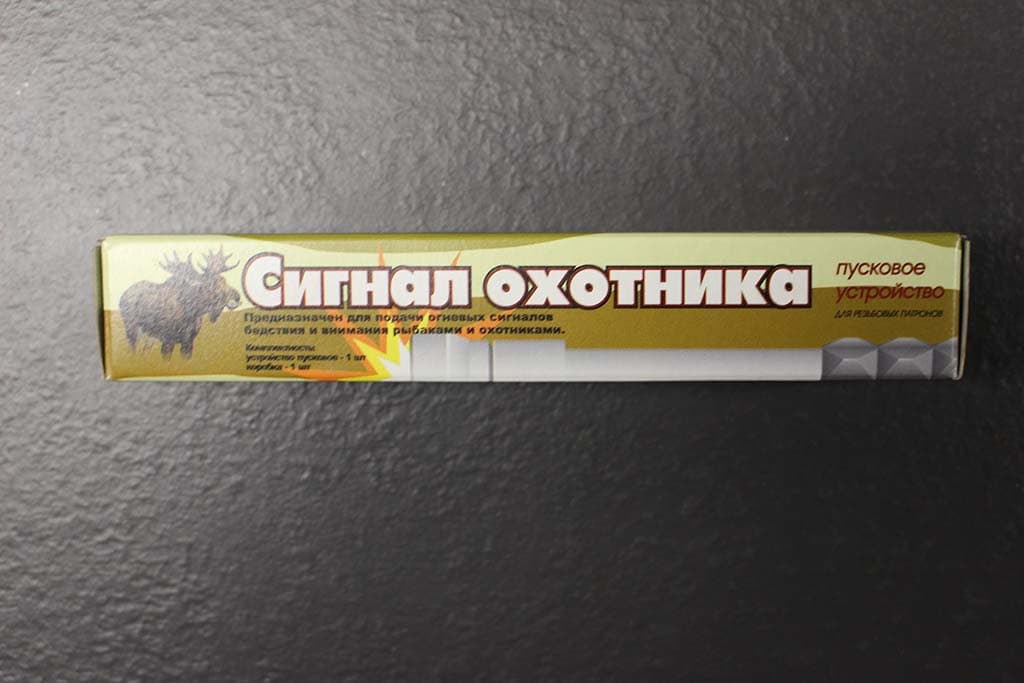 Сигнал охотника
Предназначен для подачи огневых сигналов
бедствия и внимания рыбаками и охотниками.
Комплектность:
устройство пусковое - 1 шт
коробка - 1 шт
пусковое
устройство
ДЛЯ РЕЗЬБОВЫХ ПАТРОНОВ